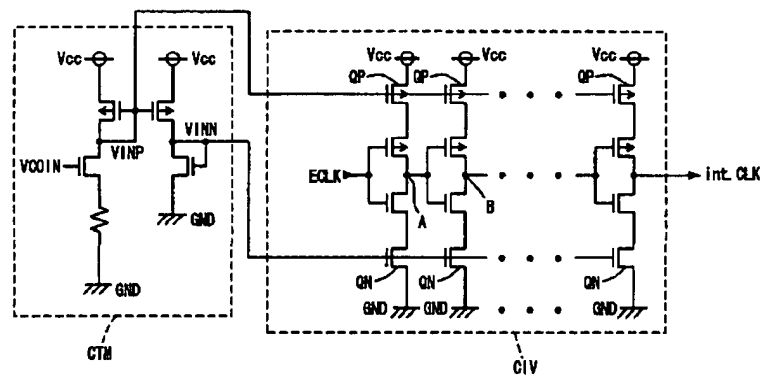 Vcc Vcc
VINN
VINP
VCOIN
GND
GND
CTM
Vcc Vcc Vcc
QP QP QP
ECLK
A B
int. CLK
QN QN QN
GND GND GND
CIV